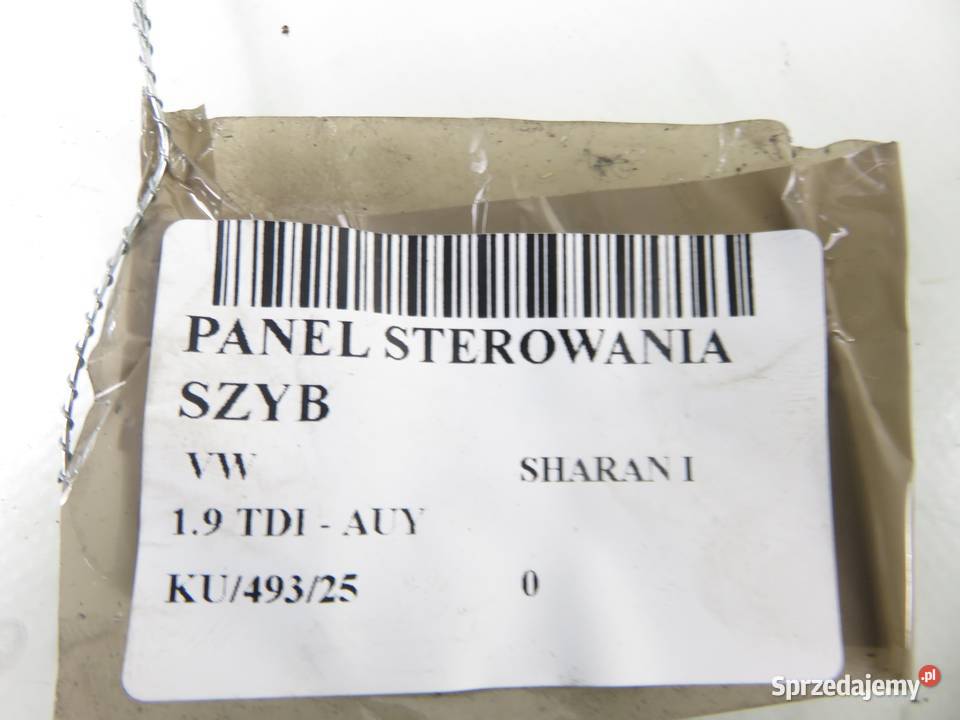 PANEL STEROWANIA
SZYB
VW SHARAN I
1.9 TDI - AUY
KU/493/25 0
Sprzedajemy.pl